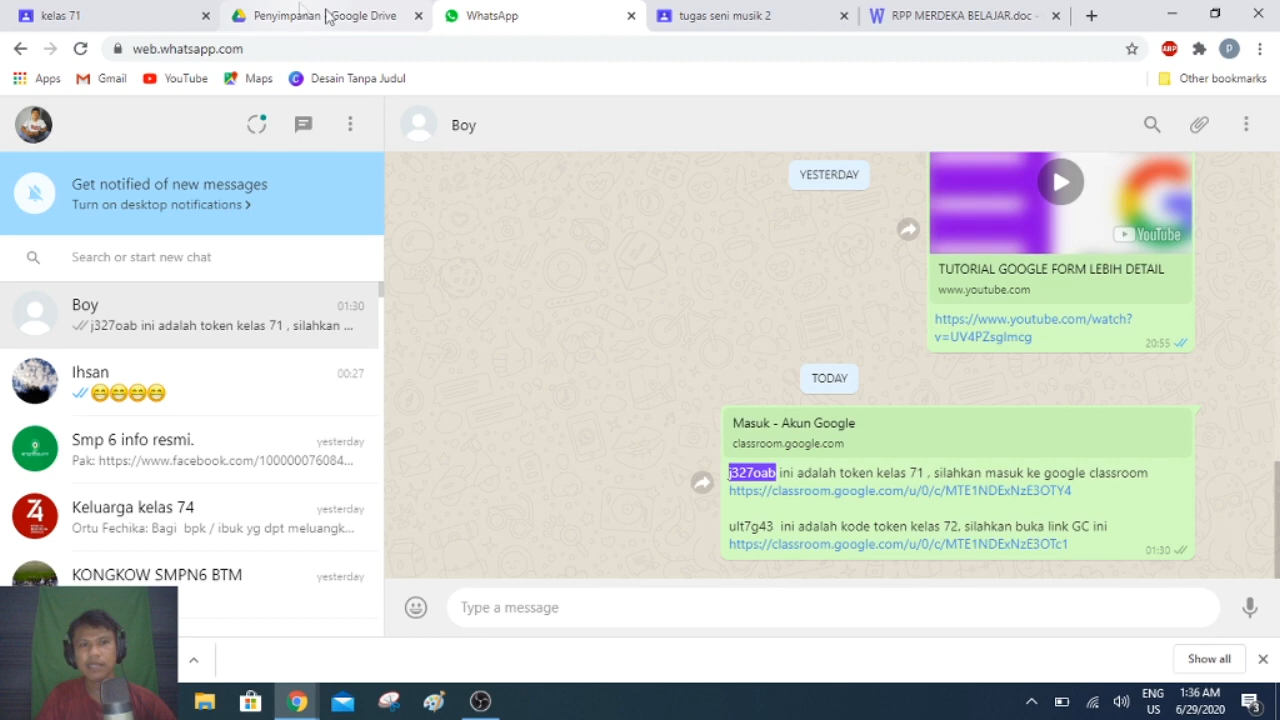 kelas 71
Penyimpanan - Google Drive
WhatsApp
tugas seni musik 2
RPP MERDEKA BELAJAR.doc -
web.whatsapp.com
ABP
P
Apps
Gmail
YouTube
Maps
C
Desain Tanpa Judul
Other bookmarks
Boy
Get notified of new messages
Turn on desktop notifications >
Search or start new chat
Boy
01:30
j327oab ini adalah token kelas 71 , silahkan ...
Ihsan
00:27
Smp 6 info resmi.
yesterday
Pak: https://www.facebook.com/100000076084...
Keluarga kelas 74
yesterday
Ortu Fechika: Bagi bpk / ibuk yg dpt meluangk...
KONGKOW SMPN6 BTM
yesterday
YESTERDAY
YouTube
TUTORIAL GOOGLE FORM LEBIH DETAIL
www.youtube.com
https://www.youtube.com/watch?
v=UV4PZsgImcg
20:55
TODAY
Masuk - Akun Google
classroom.google.com
j327oab ini adalah token kelas 71 , silahkan masuk ke google classroom
https://classroom.google.com/u/0/c/MTE1NDExNzE3OTY4
ult7g43 ini adalah kode token kelas 72, silahkan buka link GC ini
https://classroom.google.com/u/0/c/MTE1NDExNzE3OTc1
01:30
Type a message
Show all
ENG
US
1:36 AM
6/29/2020
3